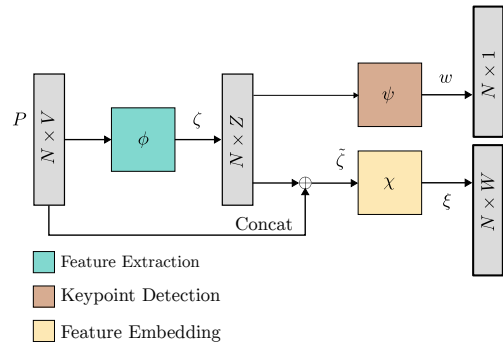 P
N × V
ϕ
ζ
N × Z
ψ
w
N × 1
ζ̃
χ
ξ
N × W
Concat
Feature Extraction
Keypoint Detection
Feature Embedding